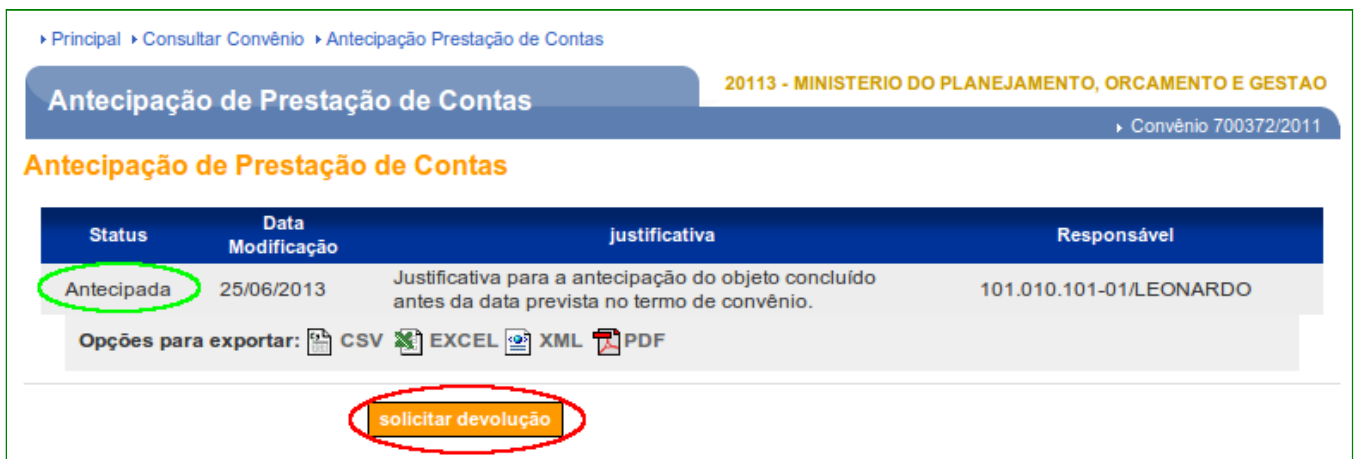 Principal Consultar Convênio Antecipação Prestação de Contas
Antecipação de Prestação de Contas
20113 - MINISTERIO DO PLANEJAMENTO, ORCAMENTO E GESTAO
Convênio 700372/2011
Antecipação de Prestação de Contas
Status Data Modificação justificativa Responsável
Antecipada 25/06/2013 Justificativa para a antecipação do objeto concluído
antes da data prevista no termo de convênio. 101.010.101-01/LEONARDO
Opções para exportar: CSV EXCEL XML PDF
solicitar devolução